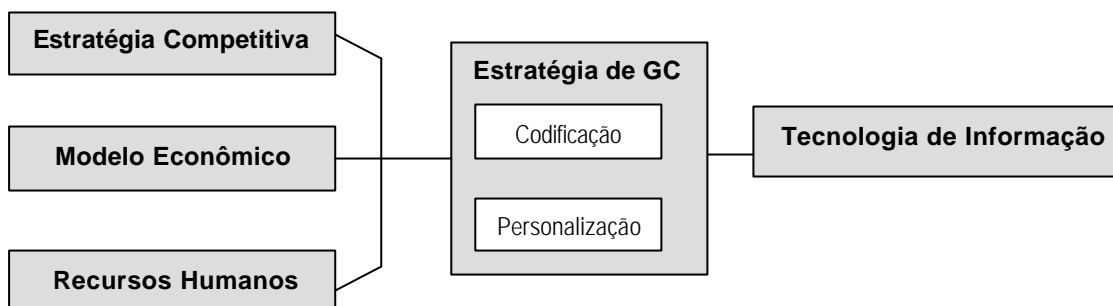 Estratégia Competitiva
Modelo Econômico
Recursos Humanos
Estratégia de GC
Codificação
Personalização
Tecnologia de Informação